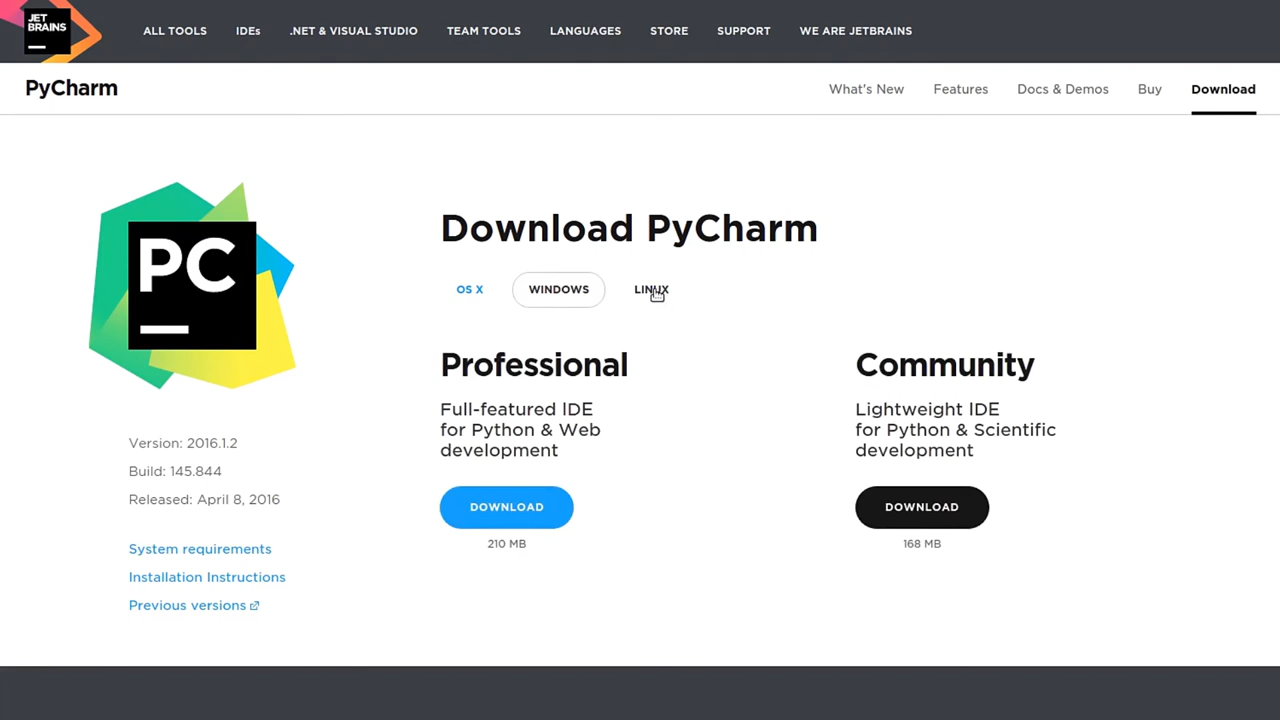 JET
BRAINS
ALL TOOLS
IDEs
.NET & VISUAL STUDIO
TEAM TOOLS
LANGUAGES
STORE
SUPPORT
WE ARE JETBRAINS
PyCharm
What's New
Features
Docs & Demos
Buy
Download
PC
Version: 2016.1.2
Build: 145.844
Released: April 8, 2016
System requirements
Installation Instructions
Previous versions
Download PyCharm
OS X
WINDOWS
LINUX
Professional
Full-featured IDE
for Python & Web
development
DOWNLOAD
210 MB
Community
Lightweight IDE
for Python & Scientific
development
DOWNLOAD
168 MB